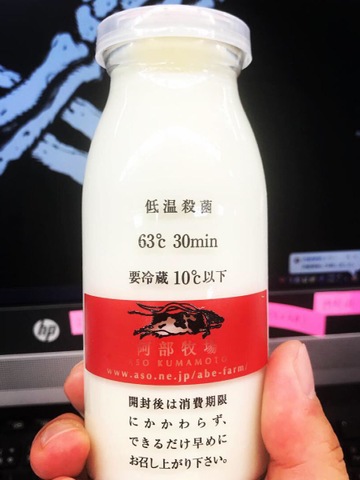 低温殺菌
63℃ 30min
要冷蔵 10℃以下
阿部牧場
ASO KUMAMOTO
www.aso.ne.jp/abe-farm/
開封後は消費期限
にかかわらず、
できるだけ早めに
お召し上がり下さい。
hp